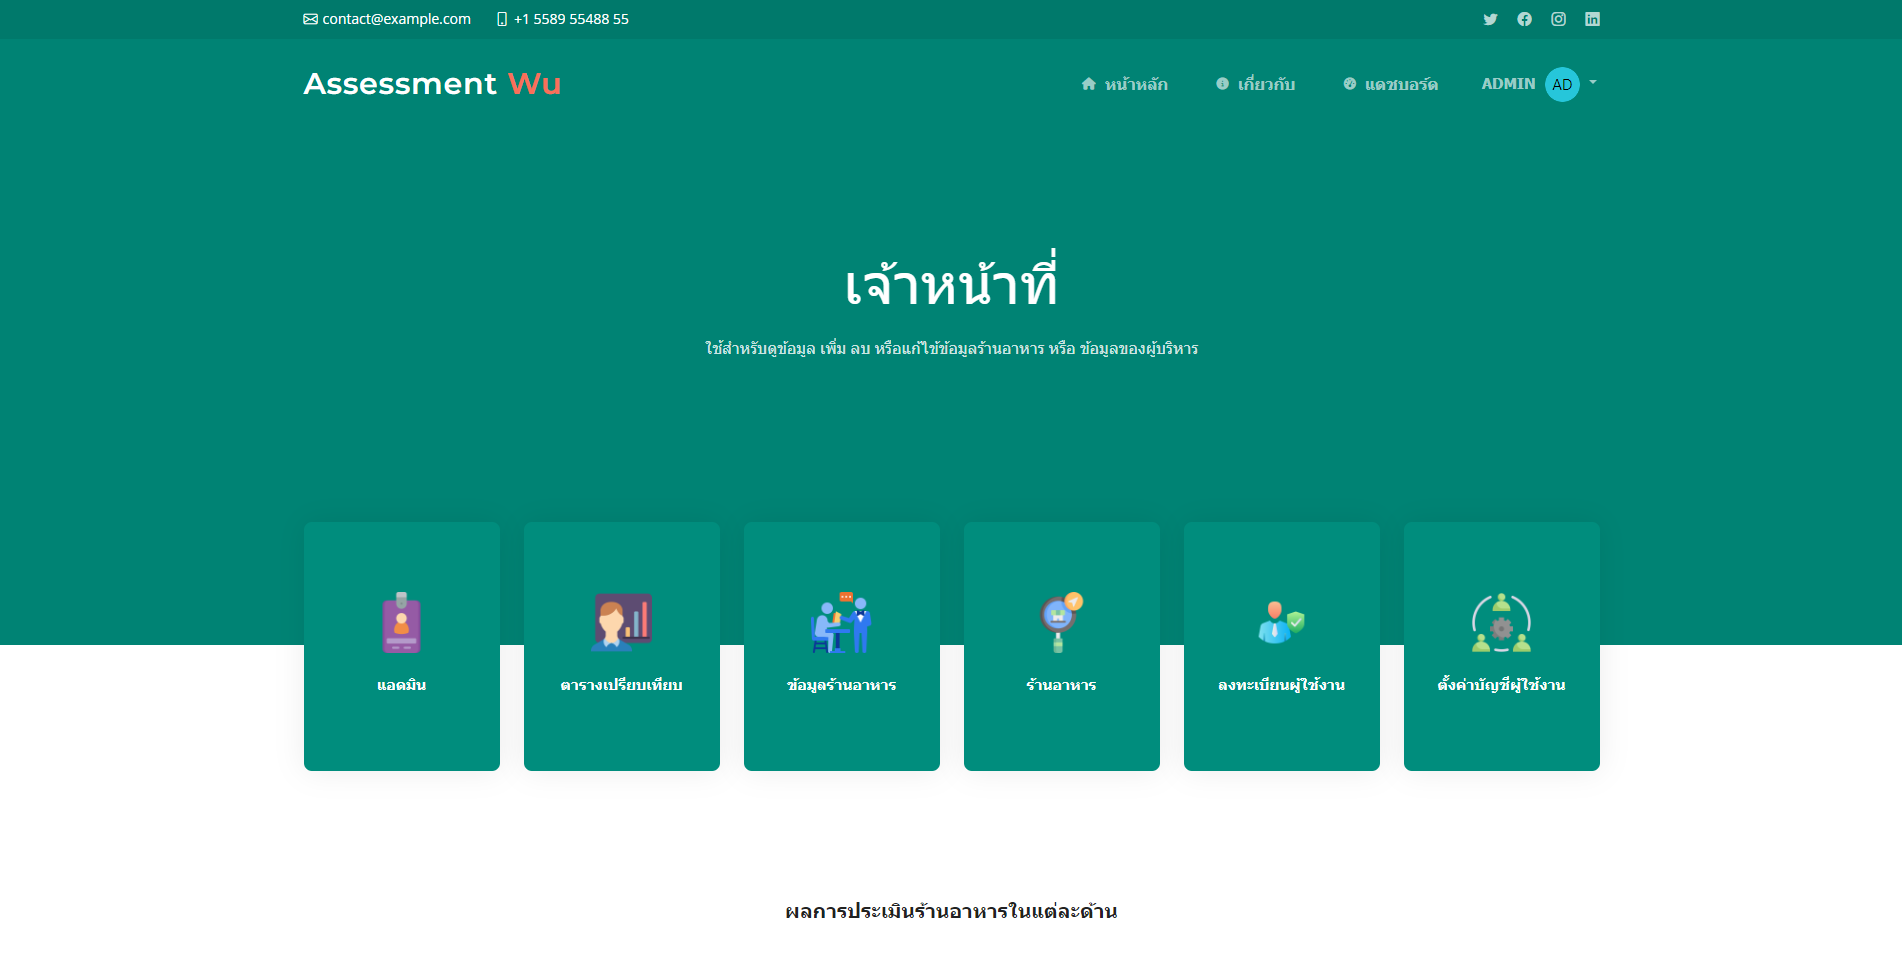 contact@example.com +1 5589 55488 55
Assessment Wu
หน้าหลัก เกี่ยวกับ แดชบอร์ด ADMIN AD
เจ้าหน้าที่
ใช้สำหรับดูข้อมูล เพิ่ม ลบ หรือแก้ไข้ข้อมูลร้านอาหาร หรือ ข้อมูลของผู้บริหาร
แอดมิน
ตารางเปรียบเทียบ
ข้อมูลร้านอาหาร
ร้านอาหาร
ลงทะเบียนผู้ใช้งาน
ตั้งค่าบัญชีผู้ใช้งาน
ผลการประเมินร้านอาหารในแต่ละด้าน